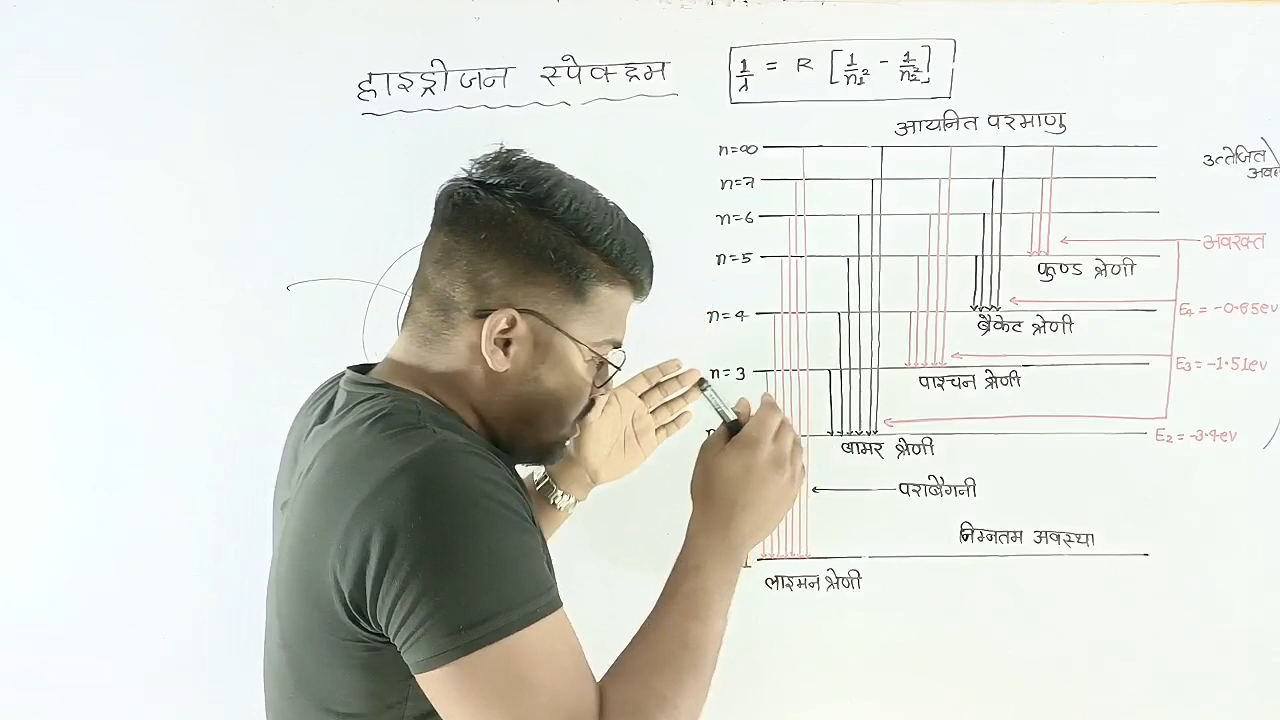 हाइड्रोजन स्पेक्ट्रम
1/λ = R [1/n₁² - 1/n₂²]
आयनित परमाणु
n=∞
उत्तेजित
n=7
n=6
अवरक्त
n=5
फुण्ड श्रेणी
n=4
E₄ = -0.85ev
ब्रैकेट श्रेणी
n=3
E₃= -1.51ev
पाश्चन श्रेणी
E₂ = -3.4ev
बामर श्रेणी
पराबैंगनी
निम्नतम अवस्था
लाइमन श्रेणी